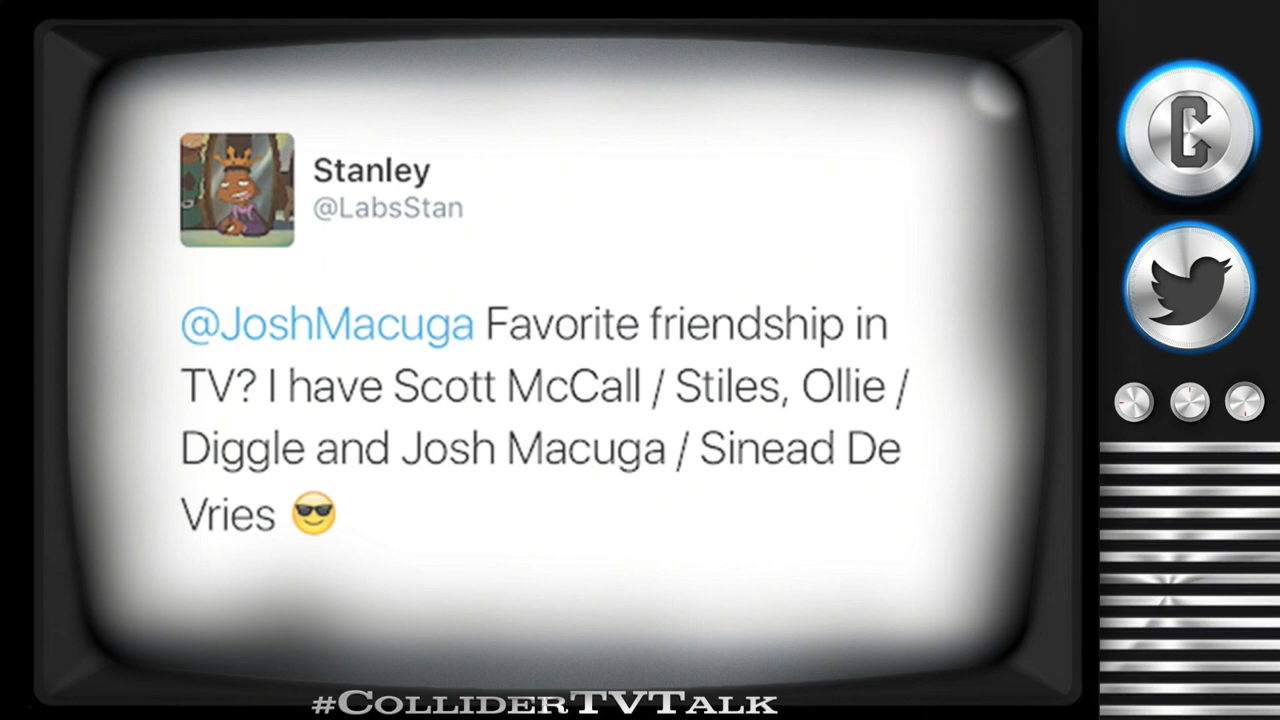 Stanley
@LabsStan
@JoshMacuga Favorite friendship in
TV? I have Scott McCall / Stiles, Ollie /
Diggle and Josh Macuga / Sinead De
Vries 😎
#ColliderTVTalk